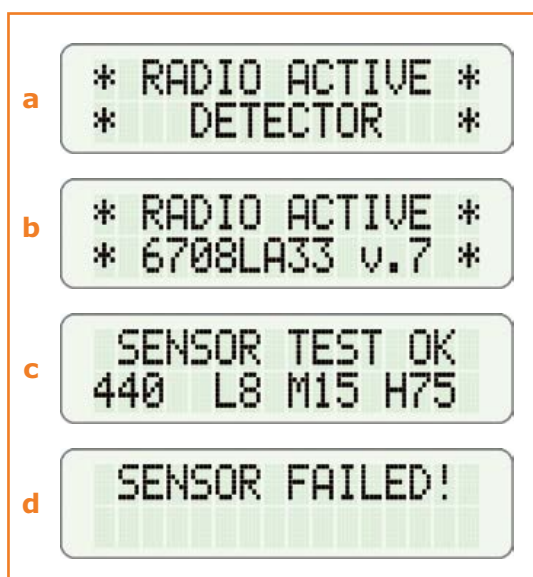 a
* RADIO ACTIVE *
* DETECTOR *
b
* RADIO ACTIVE *
* 6708LA33 v.7 *
c
SENSOR TEST OK
440 L8 M15 H75
d
SENSOR FAILED!